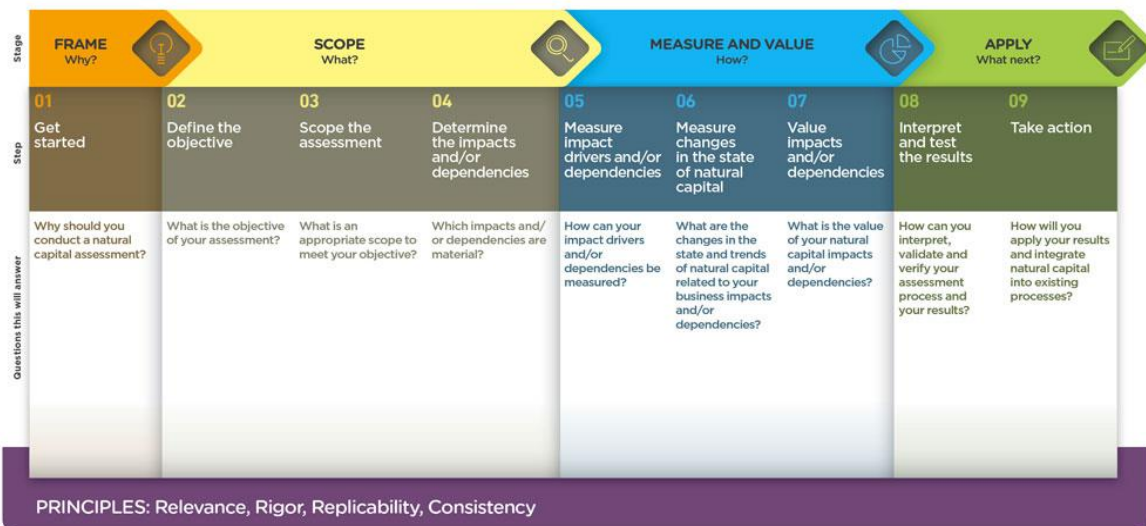 Stage
FRAME
Why?
SCOPE
What?
MEASURE AND VALUE
How?
APPLY
What next?
Step
01
Get
started
02
Define the
objective
03
Scope the
assessment
04
Determine
the impacts
and/or
dependencies
05
Measure
impact
drivers and/or
dependencies
06
Measure
changes
in the state
of natural
capital
07
Value
impacts
and/or
dependencies
08
Interpret
and test
the results
09
Take action
Questions this will answer
Why should you
conduct a natural
capital assessment?
What is the objective
of your assessment?
What is an
appropriate scope to
meet your objective?
Which impacts and/
or dependencies are
material?
How can your
impact drivers
and/or
dependencies be
measured?
What are the
changes in the
state and trends
of natural capital
related to your
business impacts
and/or
dependencies?
What is the value
of your natural
capital impacts
and/or
dependencies?
How can you
interpret,
validate and
verify your
assessment
process and
your results?
How will you
apply your results
and integrate
natural capital
into existing
processes?
PRINCIPLES: Relevance, Rigor, Replicability, Consistency